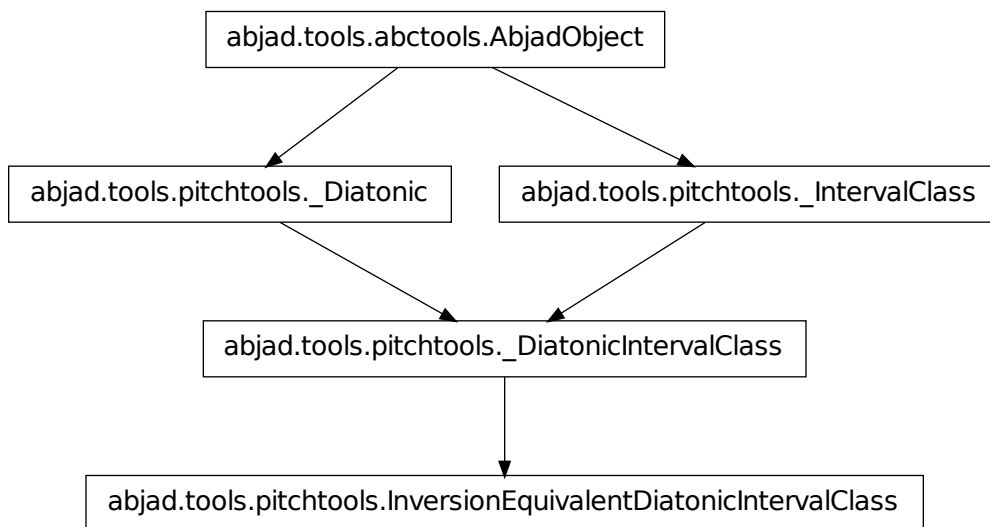 abjad.tools.abctools.AbjadObject
abjad.tools.pitchtools._Diatonic
abjad.tools.pitchtools._IntervalClass
abjad.tools.pitchtools._DiatonicIntervalClass
abjad.tools.pitchtools.InversionEquivalentDiatonicIntervalClass